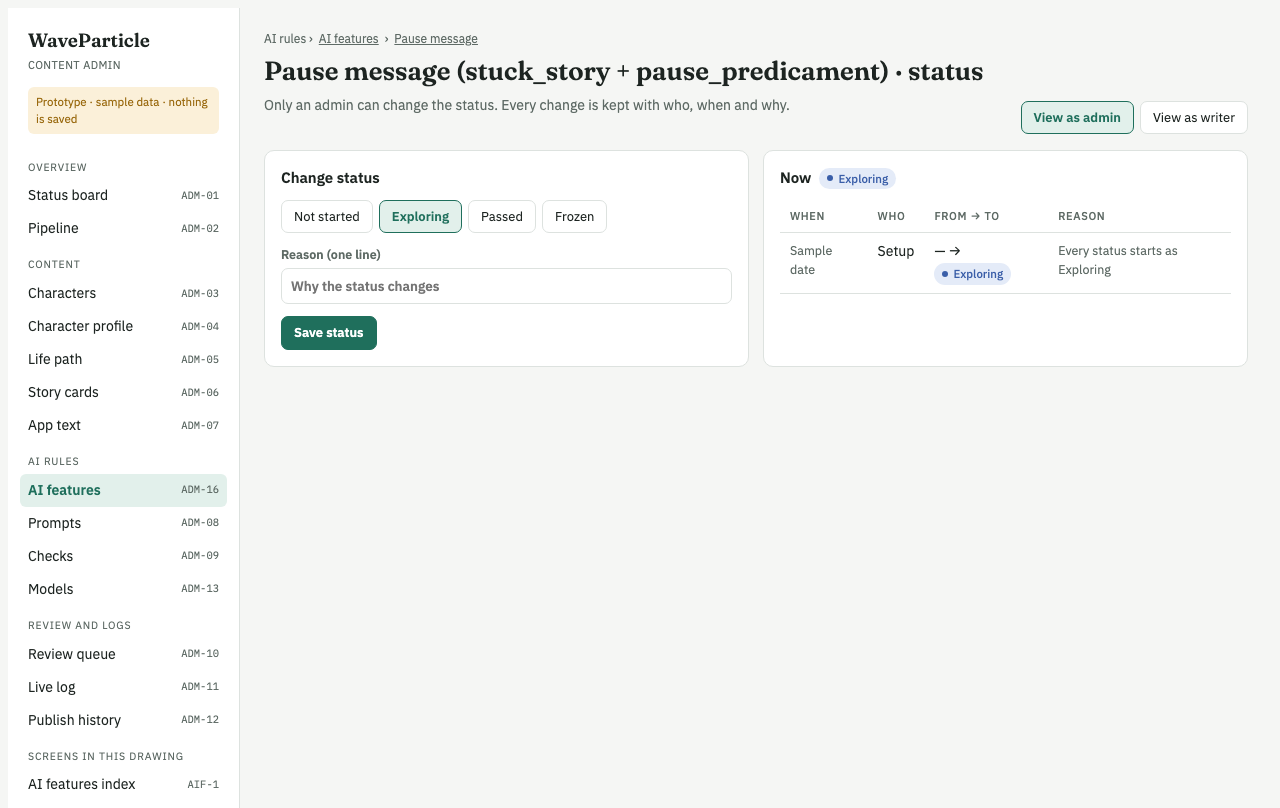 WaveParticle
CONTENT ADMIN
Prototype · sample data · nothing
is saved
OVERVIEW
Status board ADM-01
Pipeline ADM-02
CONTENT
Characters ADM-03
Character profile ADM-04
Life path ADM-05
Story cards ADM-06
App text ADM-07
AI RULES
AI features ADM-16
Prompts ADM-08
Checks ADM-09
Models ADM-13
REVIEW AND LOGS
Review queue ADM-10
Live log ADM-11
Publish history ADM-12
SCREENS IN THIS DRAWING
AI features index AIF-1
AI rules › AI features › Pause message
Pause message (stuck_story + pause_predicament) · status
Only an admin can change the status. Every change is kept with who, when and why.
View as admin View as writer
Change status
Not started Exploring Passed Frozen
Reason (one line)
Why the status changes
Save status
Now Exploring
WHEN WHO FROM → TO REASON
Sample date Setup — → Exploring Every status starts as Exploring